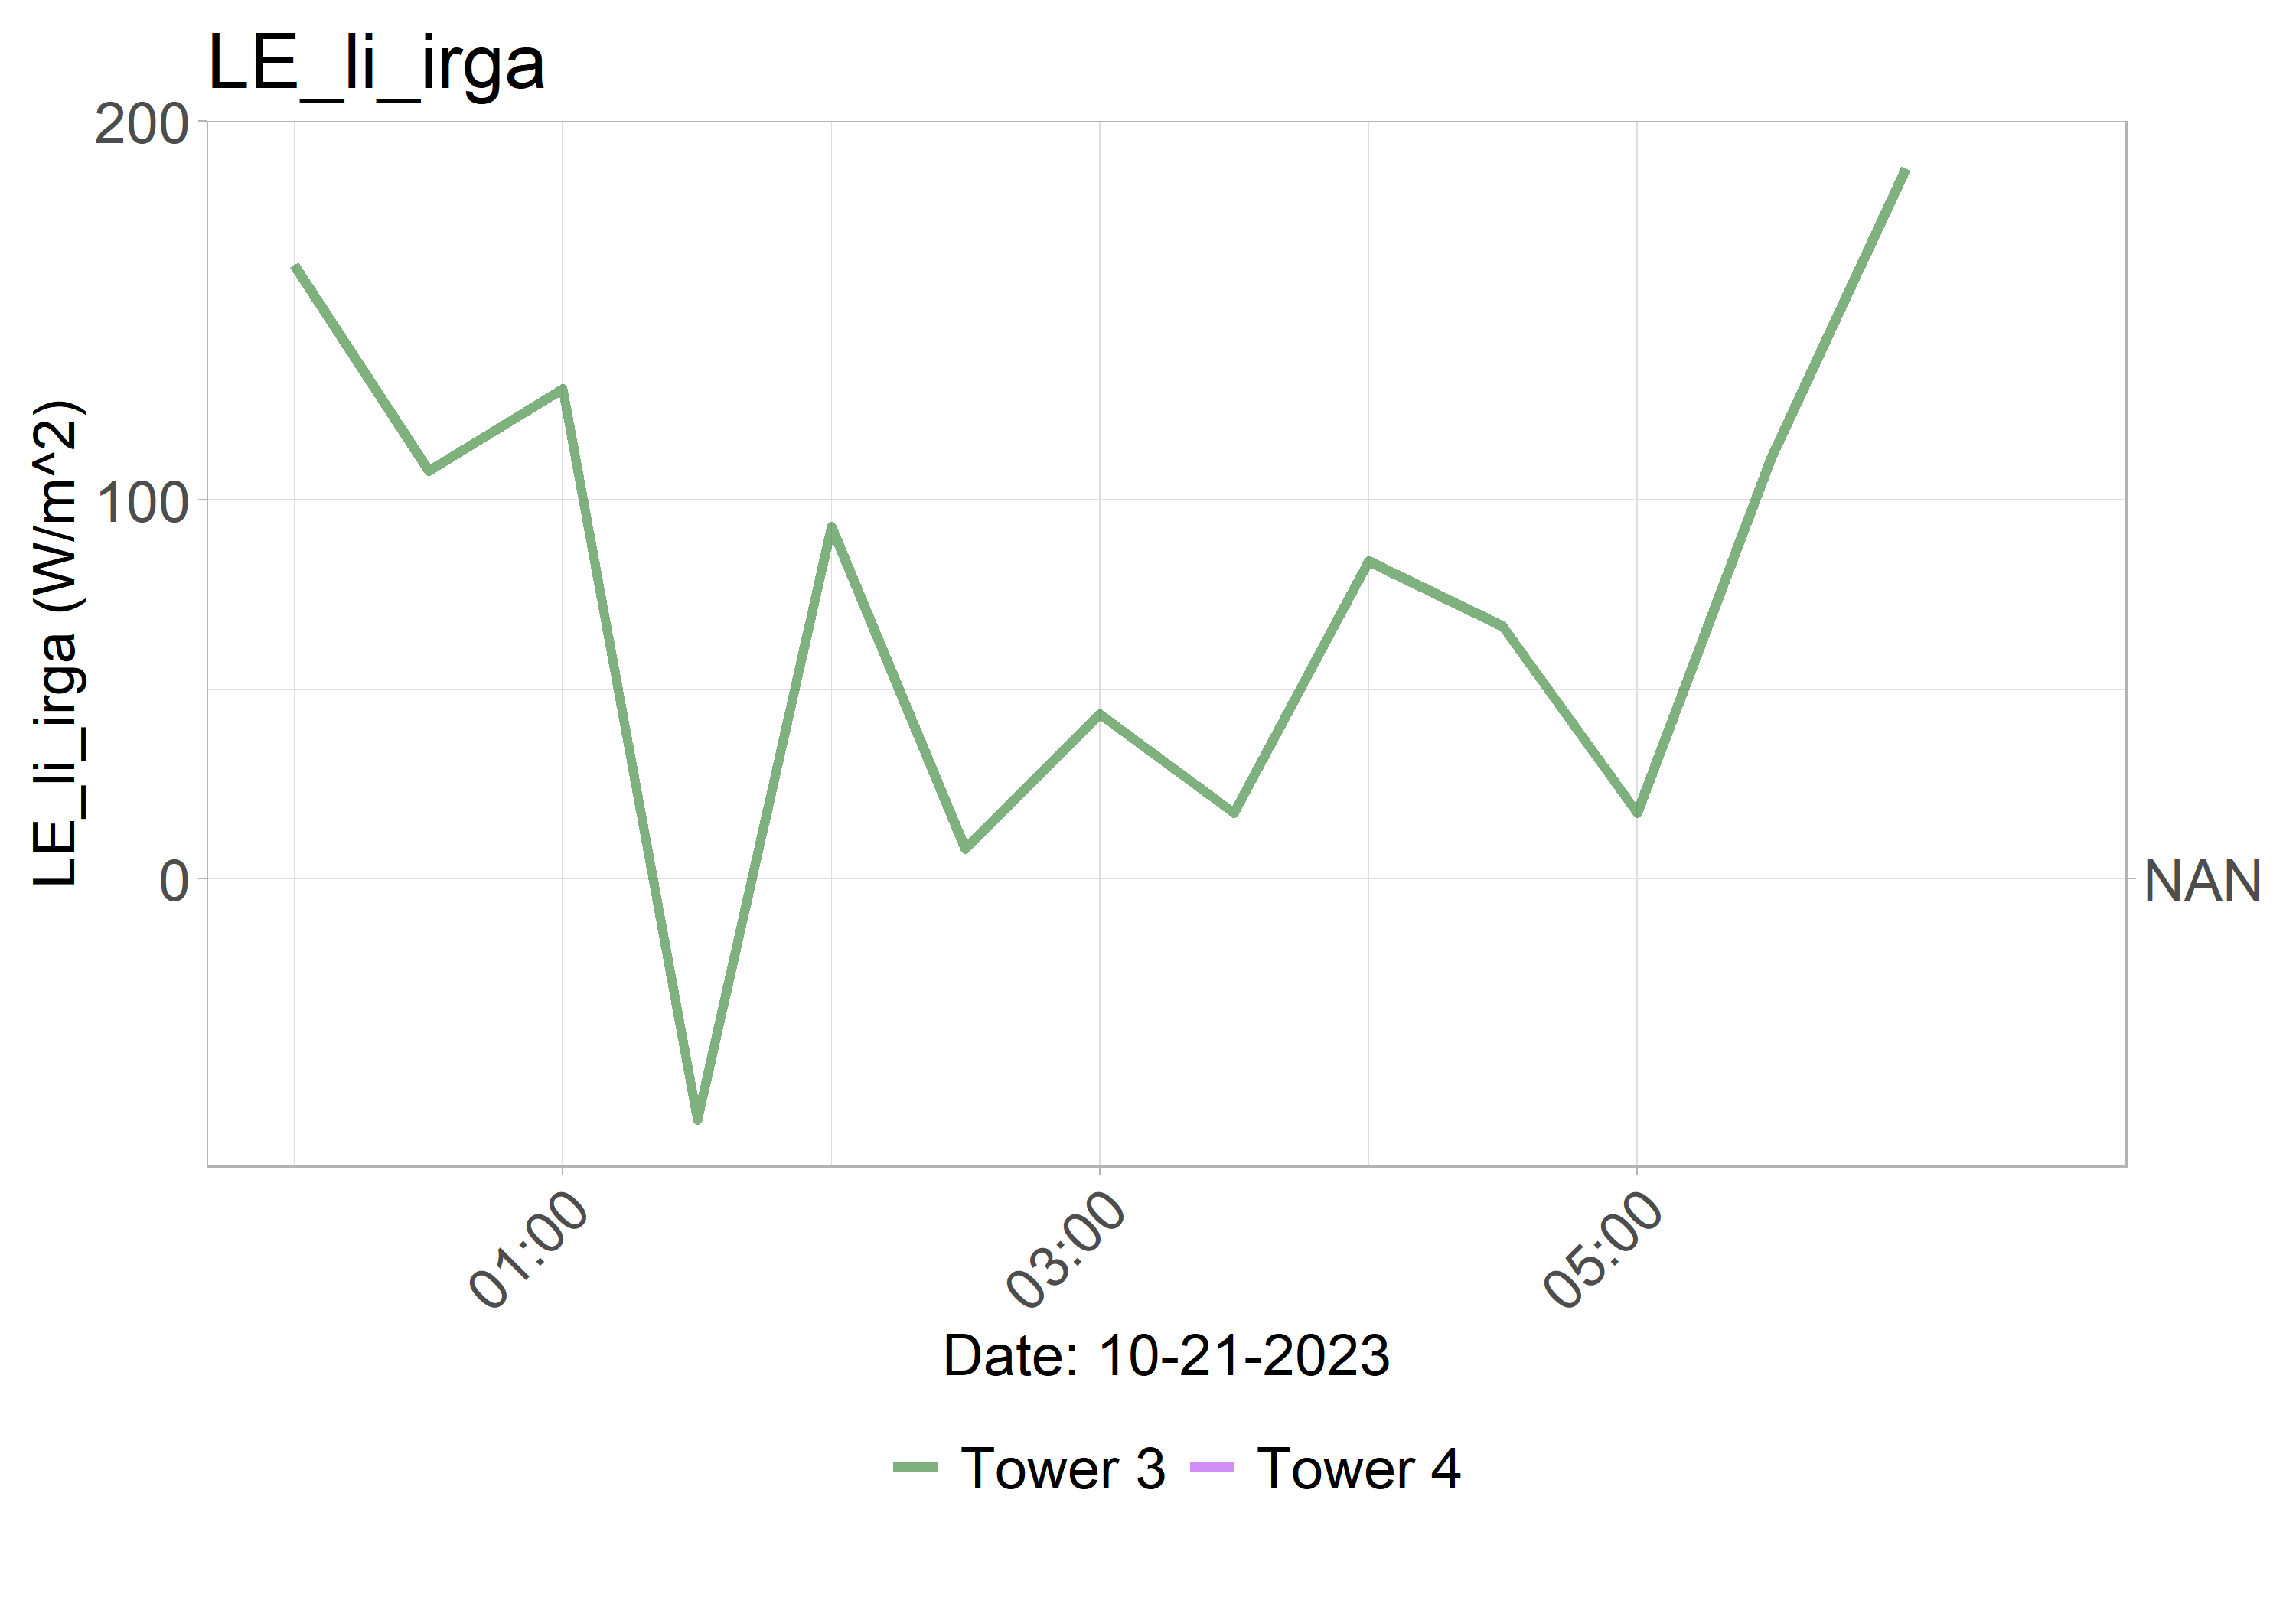 LE_li_irga
200
100
0
LE_li_irga (W/m^2)
NAN
01:00
03:00
05:00
Date: 10-21-2023
Tower 3
Tower 4